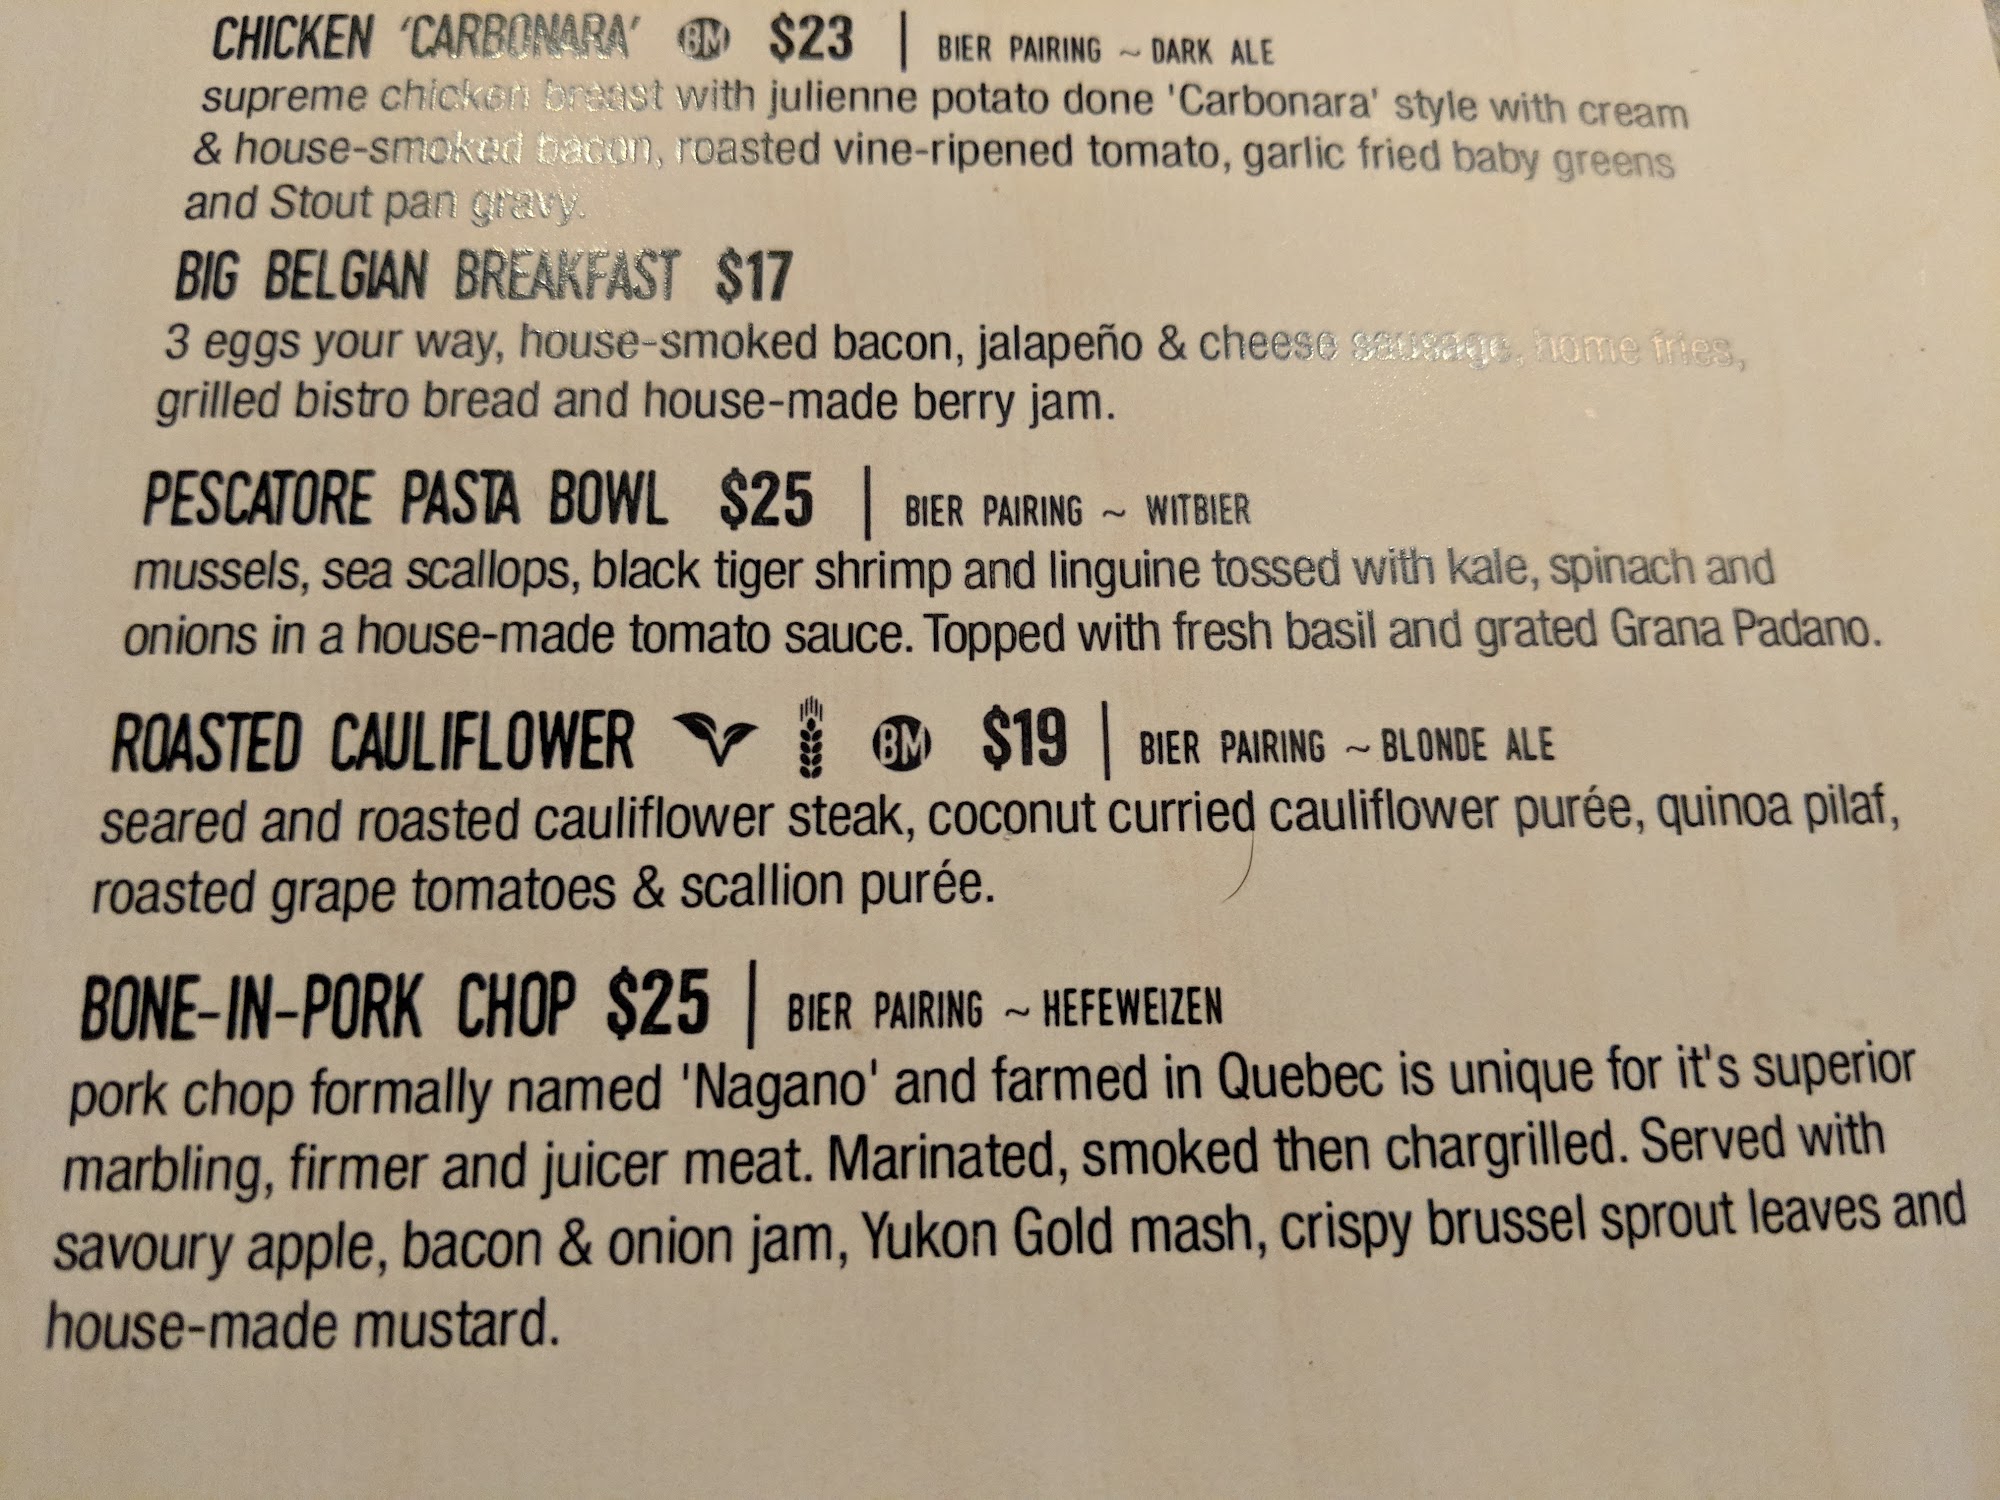 CHICKEN 'CARBONARA' BM $23 | BIER PAIRING ~ DARK ALE
supreme chicken breast with julienne potato done 'Carbonara' style with cream
& house-smoked bacon, roasted vine-ripened tomato, garlic fried baby greens
and Stout pan gravy.
BIG BELGIAN BREAKFAST $17
3 eggs your way, house-smoked bacon, jalapeño & cheese sausage, home fries,
grilled bistro bread and house-made berry jam.
PESCATORE PASTA BOWL $25 | BIER PAIRING ~ WITBIER
mussels, sea scallops, black tiger shrimp and linguine tossed with kale, spinach and
onions in a house-made tomato sauce. Topped with fresh basil and grated Grana Padano.
ROASTED CAULIFLOWER BM $19 | BIER PAIRING ~ BLONDE ALE
seared and roasted cauliflower steak, coconut curried cauliflower purée, quinoa pilaf,
roasted grape tomatoes & scallion purée.
BONE-IN-PORK CHOP $25 | BIER PAIRING ~ HEFEWEIZEN
pork chop formally named 'Nagano' and farmed in Quebec is unique for it's superior
marbling, firmer and juicer meat. Marinated, smoked then chargrilled. Served with
savoury apple, bacon & onion jam, Yukon Gold mash, crispy brussel sprout leaves and
house-made mustard.